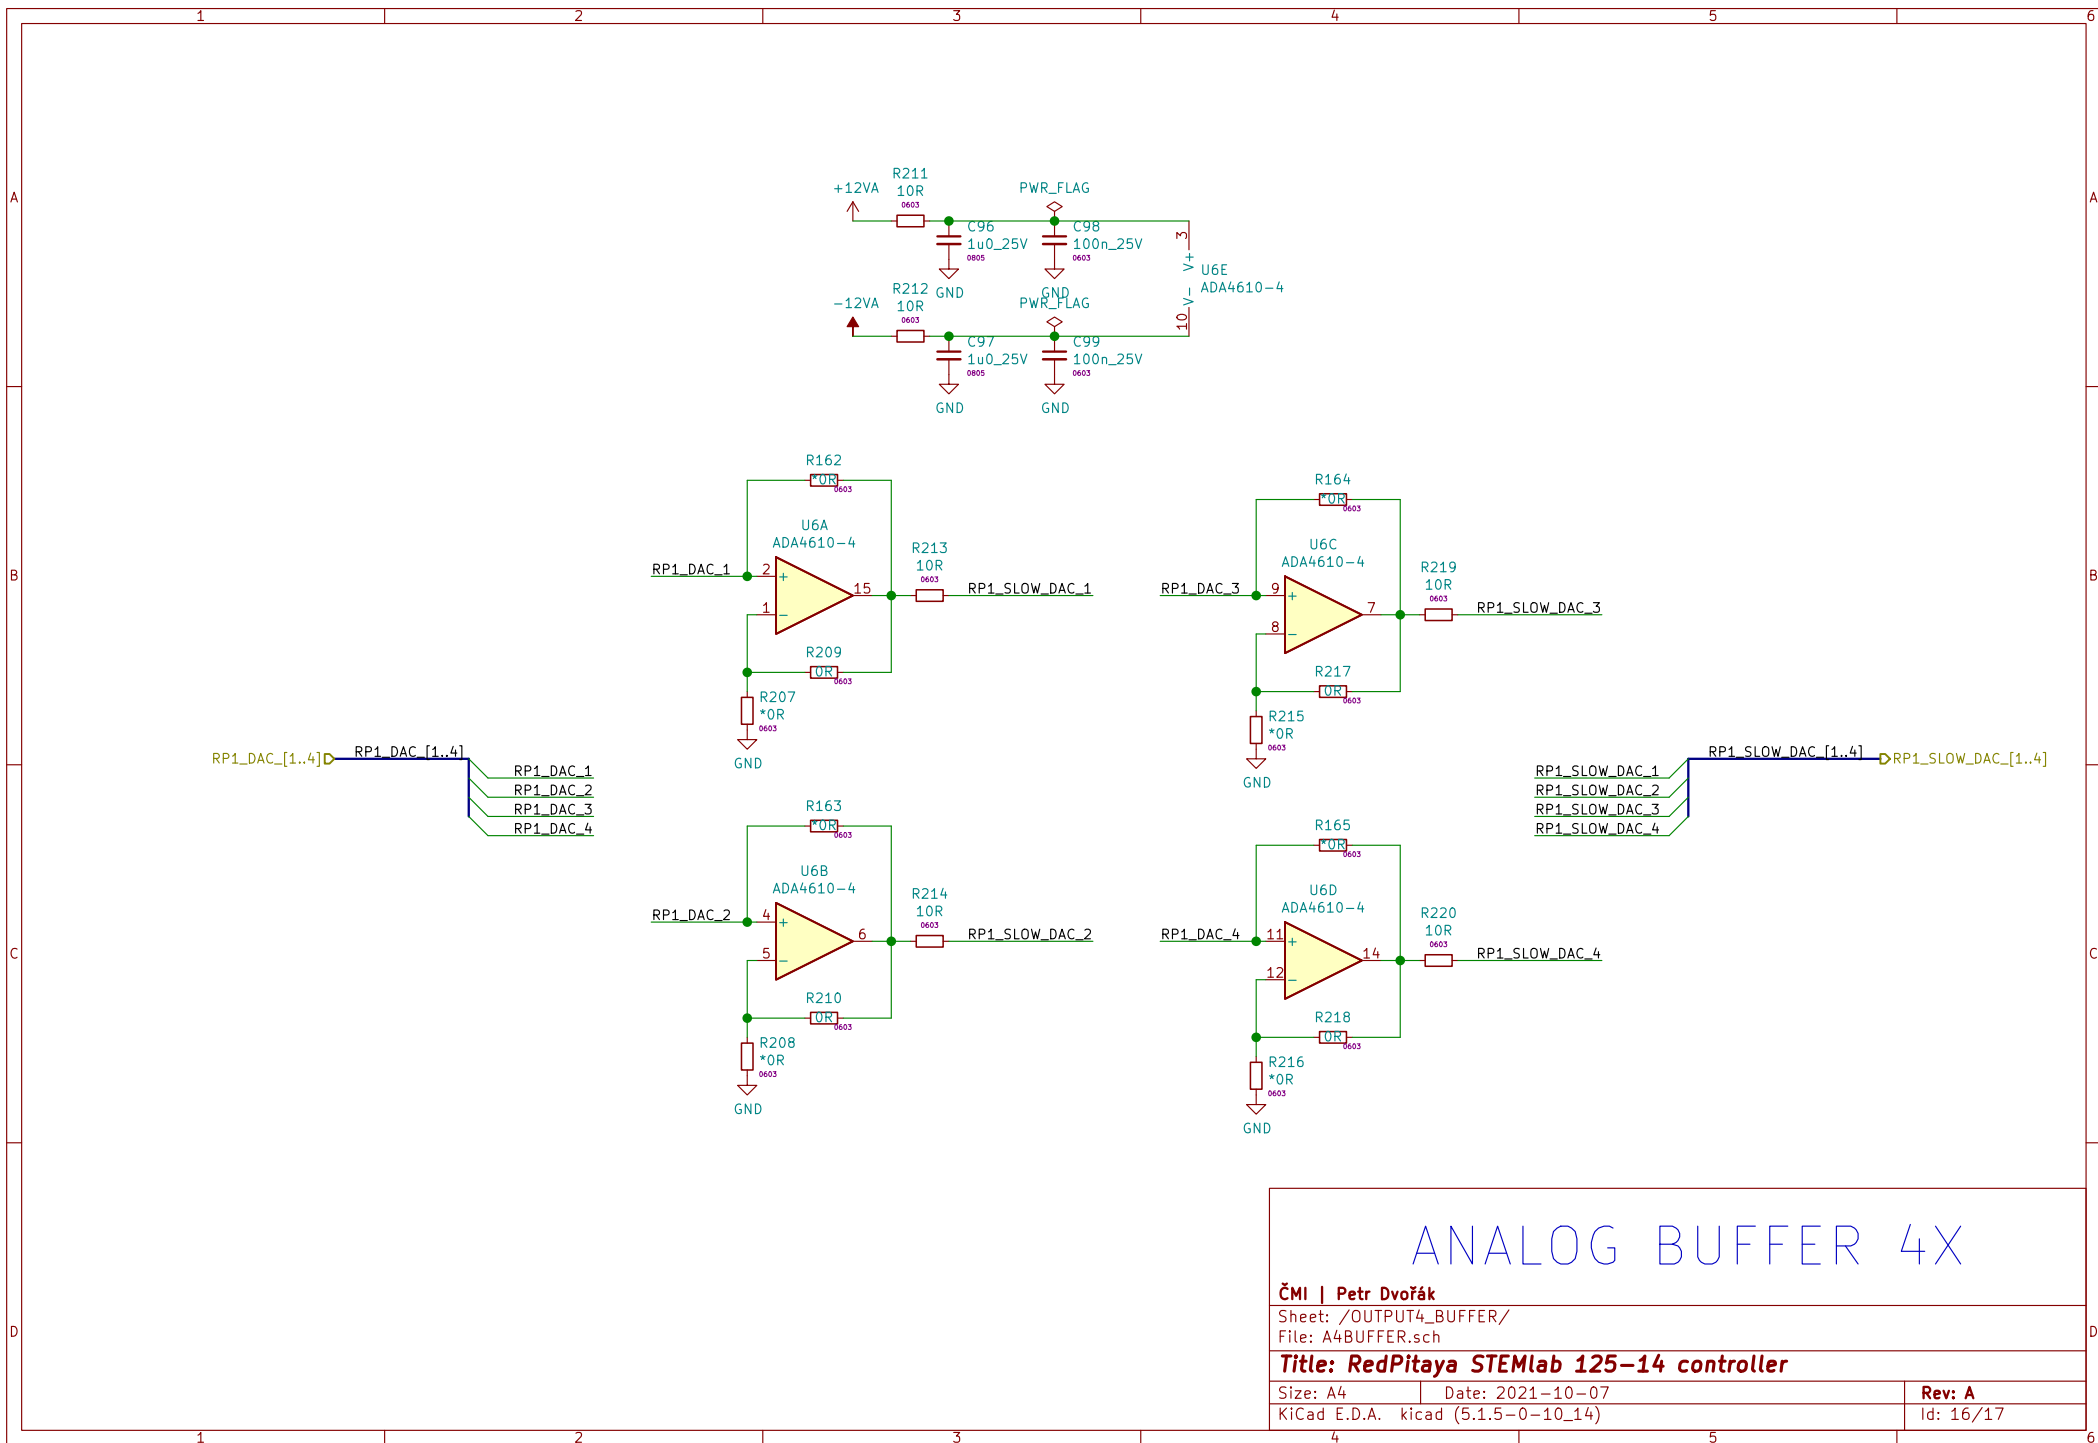 1 2 3 4 5 6
A A
R211
10R
0603
+12VA
PWR_FLAG
C96
1u0_25V
0805
GND
C98
100n_25V
0603
GND
3
V+
U6E
ADA4610-4
V-
10
R212
10R
0603
-12VA
PWR_FLAG
C97
1u0_25V
0805
GND
C99
100n_25V
0603
GND
B B
R162
*0R
0603
U6A
ADA4610-4
RP1_DAC_1
2
+
1
-
15
R213
10R
0603
RP1_SLOW_DAC_1
R209
0R
0603
R207
*0R
0603
GND
R164
*0R
0603
U6C
ADA4610-4
RP1_DAC_3
9
+
8
-
7
R219
10R
0603
RP1_SLOW_DAC_3
R217
0R
0603
R215
*0R
0603
GND
RP1_DAC_[1..4]
RP1_DAC_[1..4]
RP1_DAC_1
RP1_DAC_2
RP1_DAC_3
RP1_DAC_4
RP1_SLOW_DAC_[1..4]
RP1_SLOW_DAC_[1..4]
RP1_SLOW_DAC_1
RP1_SLOW_DAC_2
RP1_SLOW_DAC_3
RP1_SLOW_DAC_4
C C
R163
*0R
0603
U6B
ADA4610-4
RP1_DAC_2
4
+
5
-
6
R214
10R
0603
RP1_SLOW_DAC_2
R210
0R
0603
R208
*0R
0603
GND
R165
*0R
0603
U6D
ADA4610-4
RP1_DAC_4
11
+
12
-
14
R220
10R
0603
RP1_SLOW_DAC_4
R218
0R
0603
R216
*0R
0603
GND
D D
ANALOG BUFFER 4X
ČMI | Petr Dvořák
Sheet: /OUTPUT4_BUFFER/
File: A4BUFFER.sch
Title: RedPitaya STEMlab 125-14 controller
Size: A4 Date: 2021-10-07 Rev: A
KiCad E.D.A. kicad (5.1.5-0-10_14) Id: 16/17
1 2 3 4 5 6